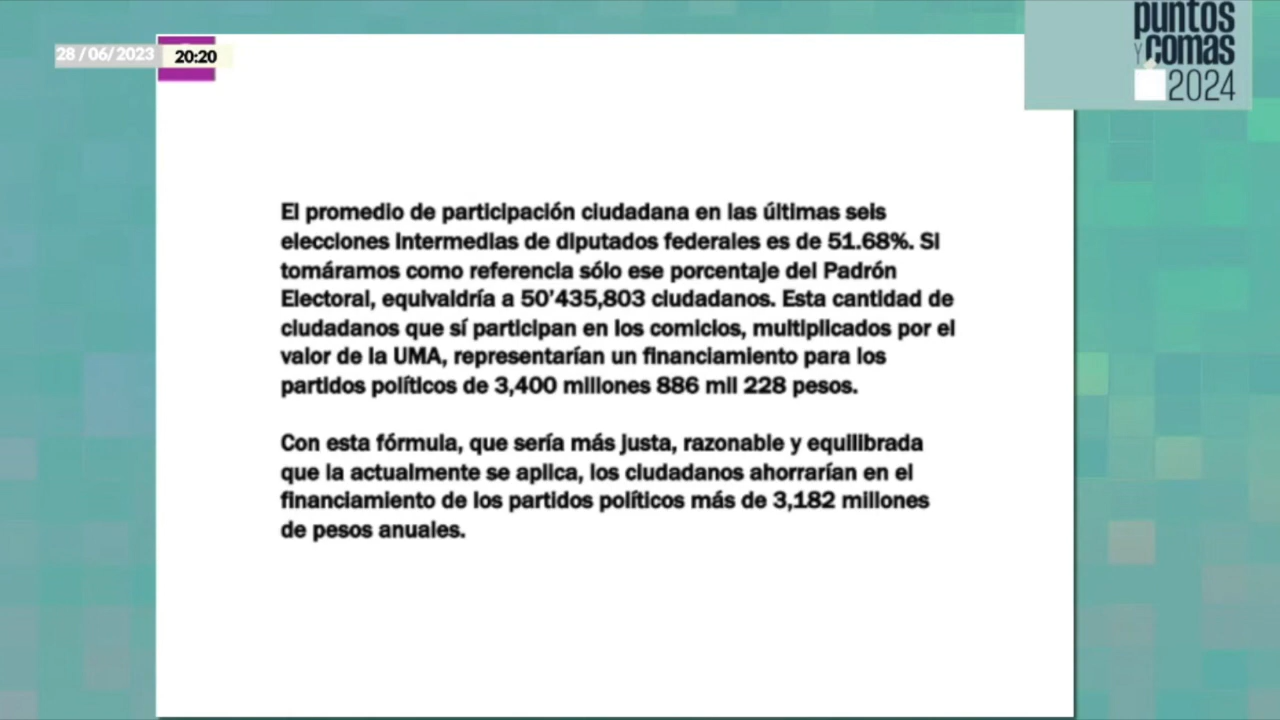 28/06/2023 20:20
puntos
Y comas
2024
El promedio de participación ciudadana en las últimas seis
elecciones intermedias de diputados federales es de 51.68%. Si
tomáramos como referencia sólo ese porcentaje del Padrón
Electoral, equivaldría a 50'435,803 ciudadanos. Esta cantidad de
ciudadanos que sí participan en los comicios, multiplicados por el
valor de la UMA, representarían un financiamiento para los
partidos políticos de 3,400 millones 886 mil 228 pesos.
Con esta fórmula, que sería más justa, razonable y equilibrada
que la actualmente se aplica, los ciudadanos ahorrarían en el
financiamiento de los partidos políticos más de 3,182 millones
de pesos anuales.